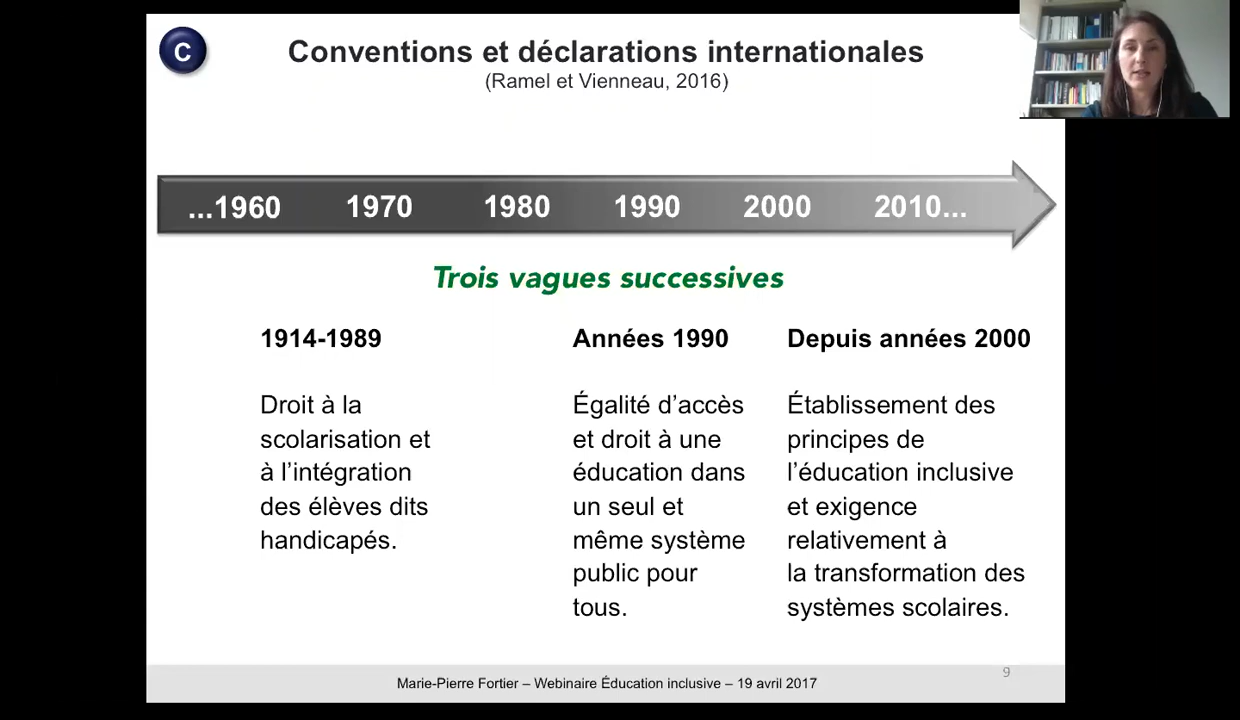 C
Conventions et déclarations internationales
(Ramel et Vienneau, 2016)
...1960 1970 1980 1990 2000 2010...
Trois vagues successives
1914-1989
Droit à la
scolarisation et
à l’intégration
des élèves dits
handicapés.
Années 1990
Égalité d’accès
et droit à une
éducation dans
un seul et
même système
public pour
tous.
Depuis années 2000
Établissement des
principes de
l’éducation inclusive
et exigence
relativement à
la transformation des
systèmes scolaires.
9
Marie-Pierre Fortier – Webinaire Éducation inclusive – 19 avril 2017